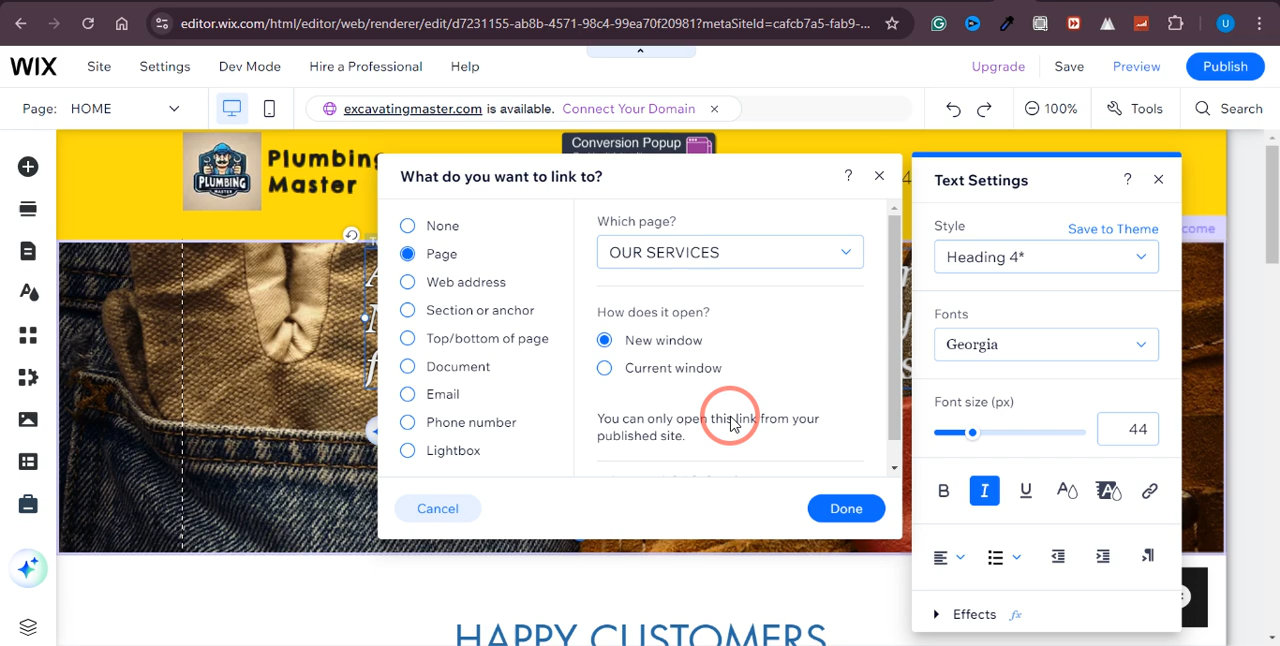 editor.wix.com/html/editor/web/renderer/edit/d7231155-ab8b-4571-98c4-99ea70f20981?metaSiteId=cafcb7a5-fab9-...
U
WIX Site Settings Dev Mode Hire a Professional Help Upgrade Save Preview Publish
Page: HOME excavatingmaster.com is available. Connect Your Domain 100% Tools Search
Conversion Popup
Plumbing
Master
PLUMBING
What do you want to link to? ?
None
Page
Web address
Section or anchor
Top/bottom of page
Document
Email
Phone number
Lightbox
Which page?
OUR SERVICES
How does it open?
New window
Current window
You can only open this link from your
published site.
Cancel Done
Text Settings ?
Style Save to Theme
Heading 4*
Fonts
Georgia
Font size (px)
44
B I U A A
Effects fx
HAPPY CUSTOMERS